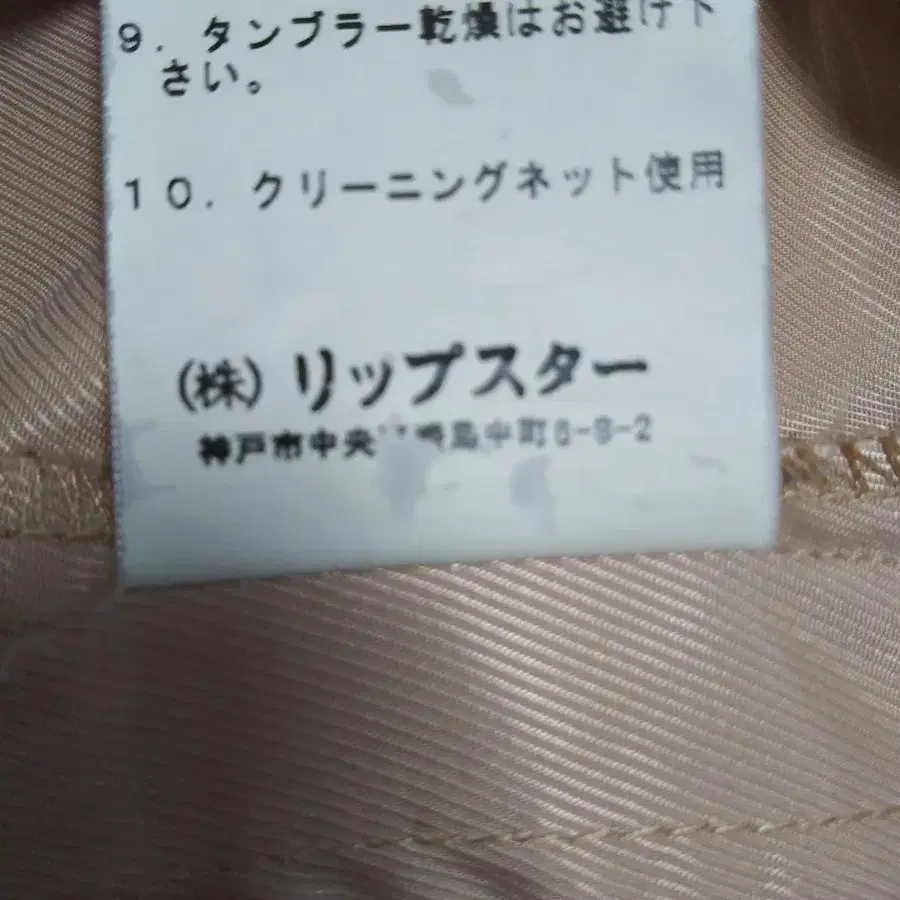 ９．タンブラー乾燥はお避け下
さい。
１０．クリーニングネット使用
(株) リップスター
神戸市中央 島中町6-9-2